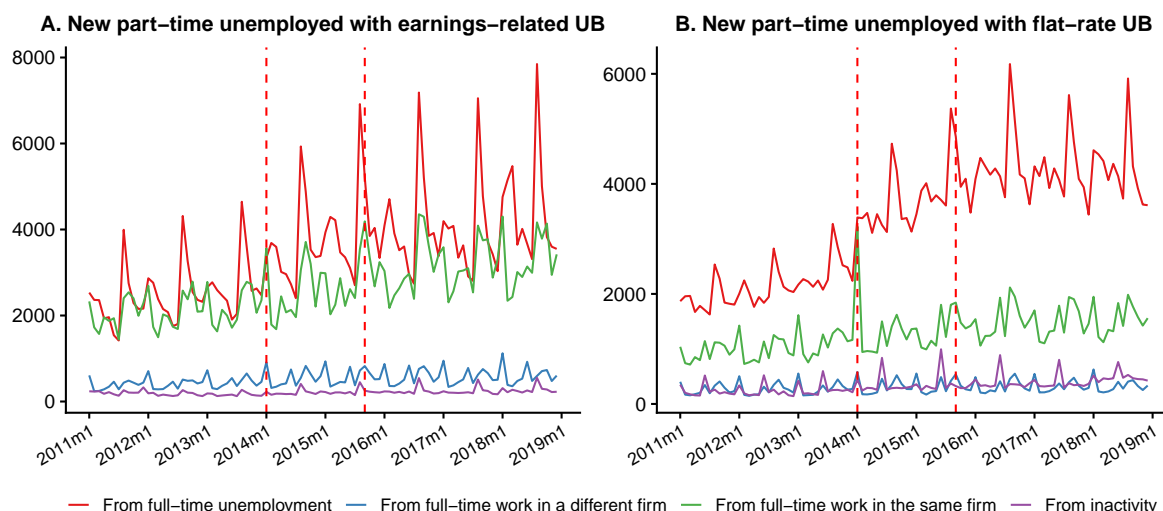 A. New part−time unemployed with earnings−related UB
8000
6000
4000
2000
0
2011m1
2012m1
2013m1
2014m1
2015m1
2016m1
2017m1
2018m1
2019m1
B. New part−time unemployed with flat−rate UB
6000
4000
2000
0
2011m1
2012m1
2013m1
2014m1
2015m1
2016m1
2017m1
2018m1
2019m1
From full−time unemployment From full−time work in a different firm From full−time work in the same firm From inactivity